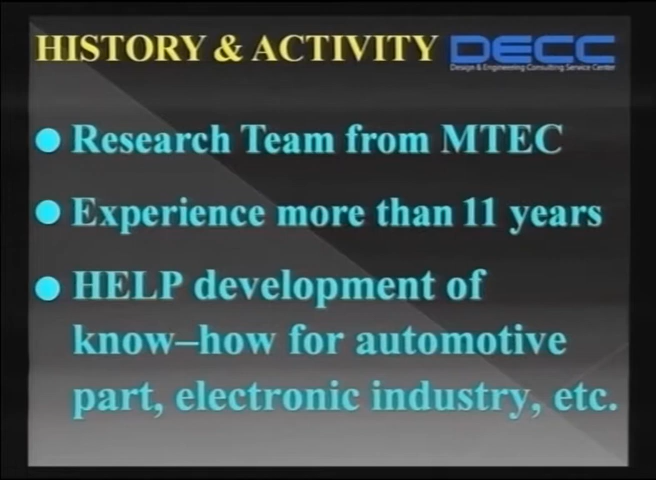 HISTORY & ACTIVITY DECC
Design & Engineering Consulting Service Center
● Research Team from MTEC
● Experience more than 11 years
● HELP development of
know–how for automotive
part, electronic industry, etc.